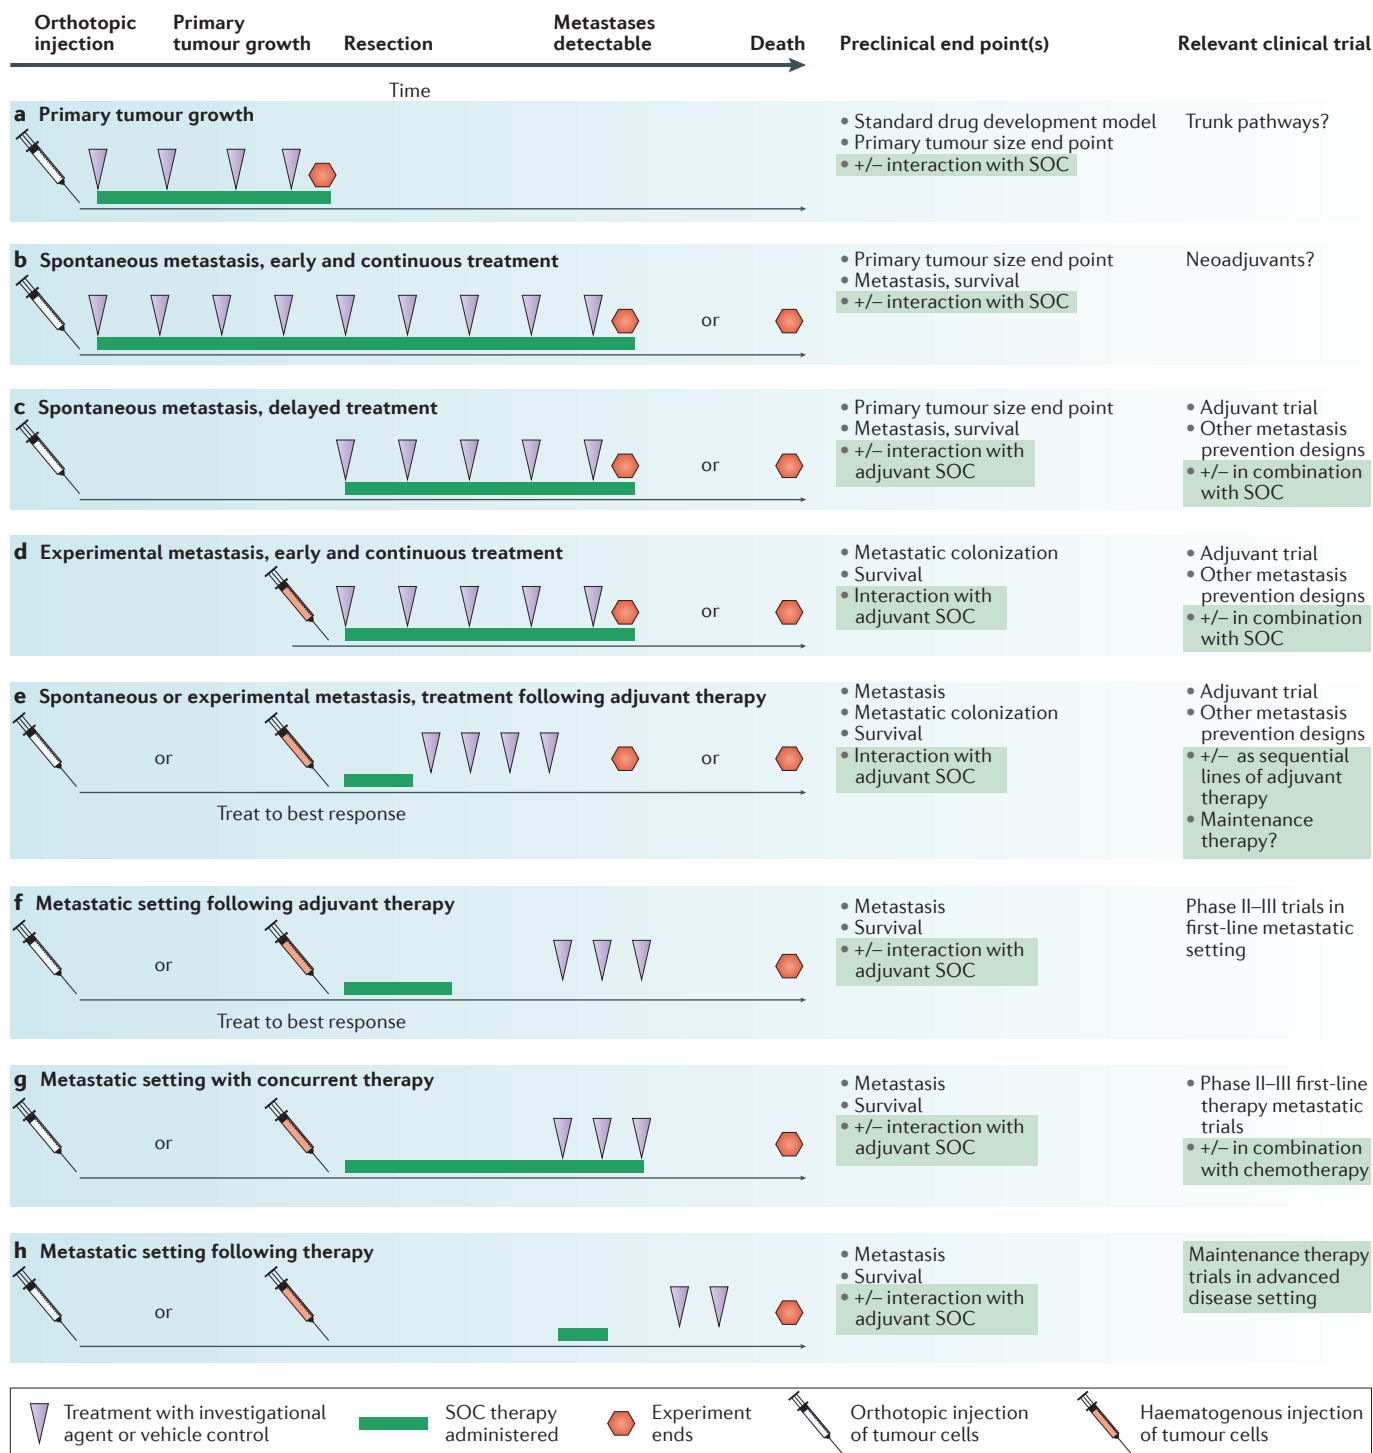 Orthotopic
injection
Primary
tumour growth
Resection
Metastases
detectable
Death
Preclinical end point(s)
Relevant clinical trial
Time
a Primary tumour growth
• Standard drug development model
• Primary tumour size end point
• +/– interaction with SOC
Trunk pathways?
b Spontaneous metastasis, early and continuous treatment
or
• Primary tumour size end point
• Metastasis, survival
• +/– interaction with SOC
Neoadjuvants?
c Spontaneous metastasis, delayed treatment
or
• Primary tumour size end point
• Metastasis, survival
• +/– interaction with
adjuvant SOC
• Adjuvant trial
• Other metastasis
prevention designs
• +/– in combination
with SOC
d Experimental metastasis, early and continuous treatment
or
• Metastatic colonization
• Survival
• Interaction with
adjuvant SOC
• Adjuvant trial
• Other metastasis
prevention designs
• +/– in combination
with SOC
e Spontaneous or experimental metastasis, treatment following adjuvant therapy
or
or
Treat to best response
• Metastasis
• Metastatic colonization
• Survival
• Interaction with
adjuvant SOC
• Adjuvant trial
• Other metastasis
prevention designs
• +/– as sequential
lines of adjuvant
therapy
• Maintenance
therapy?
f Metastatic setting following adjuvant therapy
or
Treat to best response
• Metastasis
• Survival
• +/– interaction with
adjuvant SOC
Phase II–III trials in
first-line metastatic
setting
g Metastatic setting with concurrent therapy
or
• Metastasis
• Survival
• +/– interaction with
adjuvant SOC
• Phase II–III first-line
therapy metastatic
trials
• +/– in combination
with chemotherapy
h Metastatic setting following therapy
or
• Metastasis
• Survival
• +/– interaction with
adjuvant SOC
Maintenance therapy
trials in advanced
disease setting
Treatment with investigational
agent or vehicle control
SOC therapy
administered
Experiment
ends
Orthotopic injection
of tumour cells
Haematogenous injection
of tumour cells